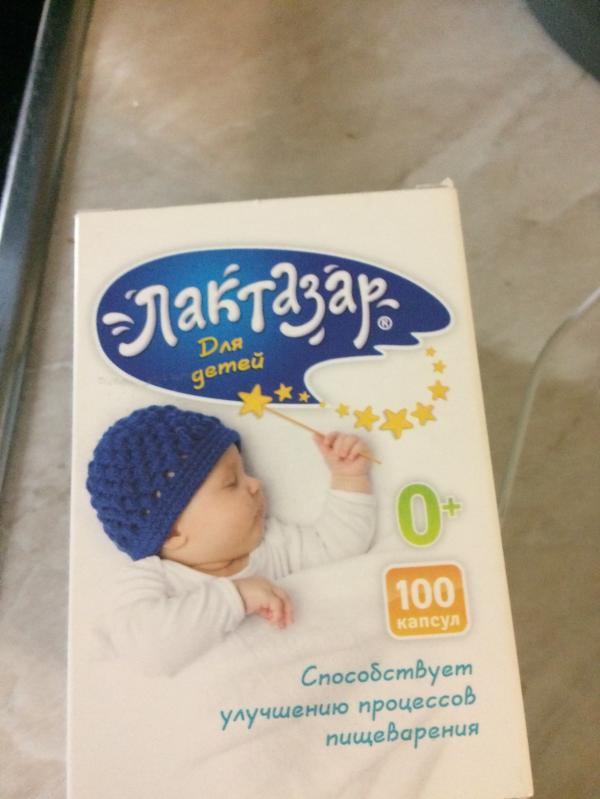 Лактазар®
Для
детей
0+
100
капсул
Способствует
улучшению процессов
пищеварения